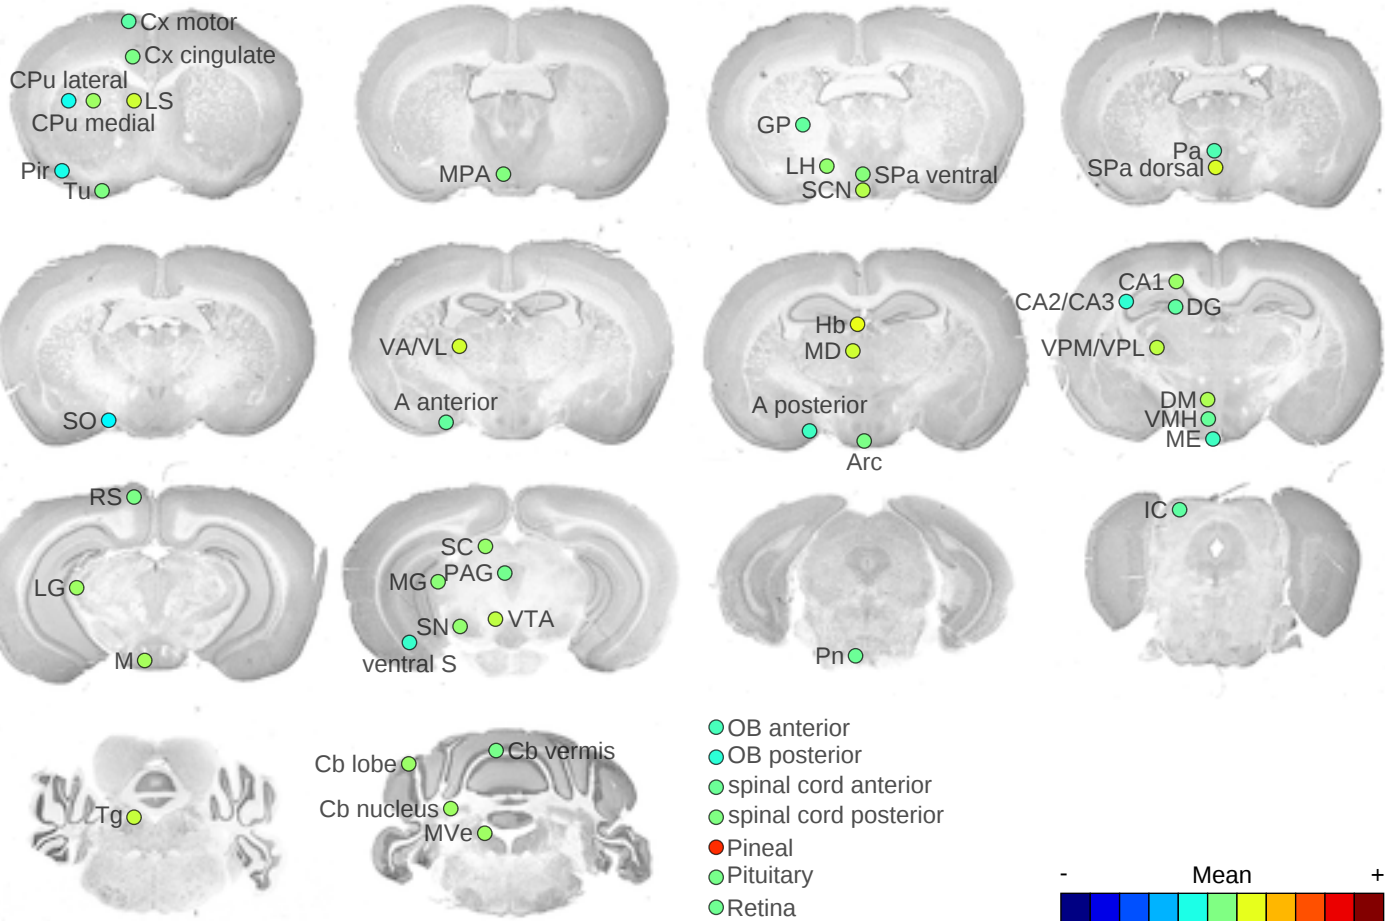 Cx motor
Cx cingulate
CPu lateral
LS
CPu medial
Pir
Tu
MPA
GP
LH
SPa ventral
SCN
Pa
SPa dorsal
SO
VA/VL
A anterior
Hb
MD
A posterior
Arc
CA1
CA2/CA3
DG
VPM/VPL
DM
VMH
ME
RS
LG
M
SC
PAG
MG
SN
VTA
ventral S
Pn
IC
Tg
Cb lobe
Cb vermis
Cb nucleus
MVe
OB anterior
OB posterior
spinal cord anterior
spinal cord posterior
Pineal
Pituitary
Retina
- Mean +